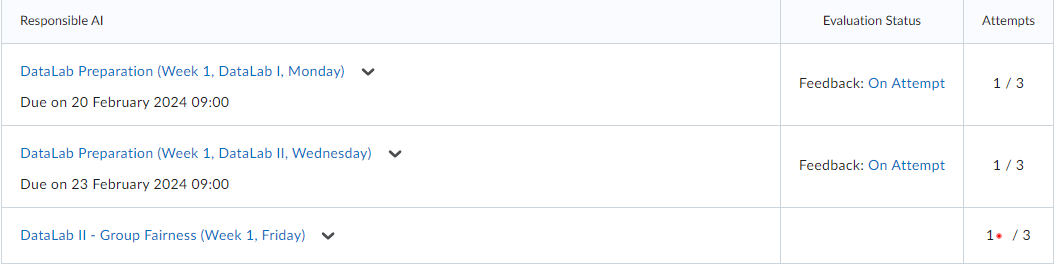 Responsible AI Evaluation Status Attempts
DataLab Preparation (Week 1, DataLab I, Monday)
Due on 20 February 2024 09:00
Feedback: On Attempt
1 / 3
DataLab Preparation (Week 1, DataLab II, Wednesday)
Due on 23 February 2024 09:00
Feedback: On Attempt
1 / 3
DataLab II - Group Fairness (Week 1, Friday)
1 / 3